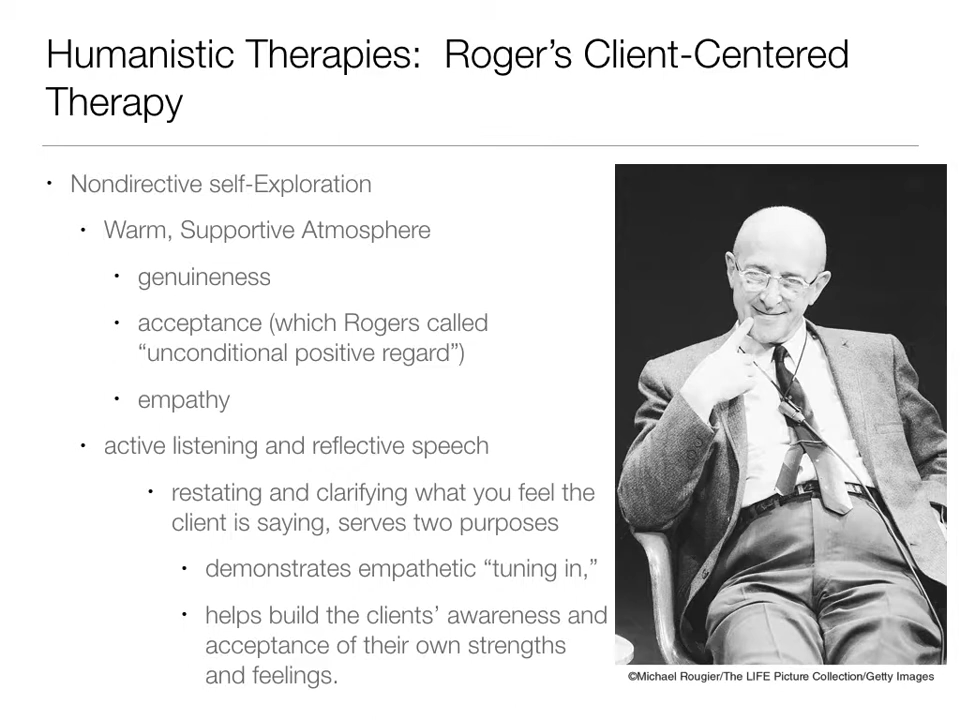 Humanistic Therapies:  Roger's Client-Centered
Therapy
• Nondirective self-Exploration
• Warm, Supportive Atmosphere
• genuineness
• acceptance (which Rogers called
“unconditional positive regard”)
• empathy
• active listening and reflective speech
• restating and clarifying what you feel the
client is saying, serves two purposes
• demonstrates empathetic “tuning in,”
• helps build the clients’ awareness and
acceptance of their own strengths
and feelings.
©Michael Rougier/The LIFE Picture Collection/Getty Images